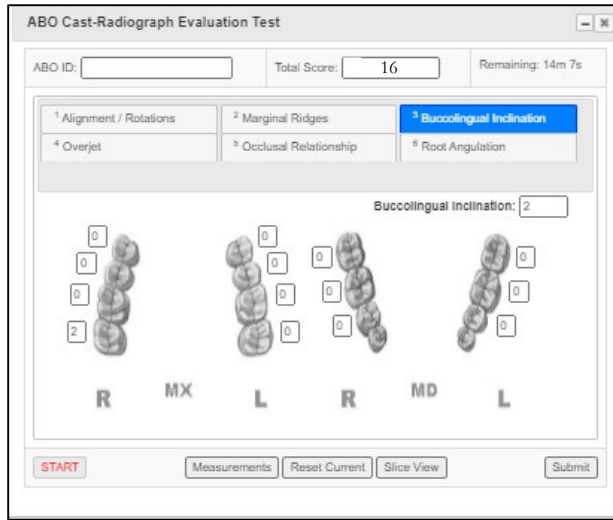 ABO Cast-Radiograph Evaluation Test
ABO ID:
Total Score: 16
Remaining: 14m 7s
1 Alignment / Rotations
2 Marginal Ridges
3 Buccolingual Inclination
4 Overjet
5 Occlusal Relationship
6 Root Angulation
Buccolingual Inclination: 2
0 0 0 0
0 0 0 0
0 0 0 0
2 0
R MX L R MD L
START Measurements Reset Current Slice View Submit